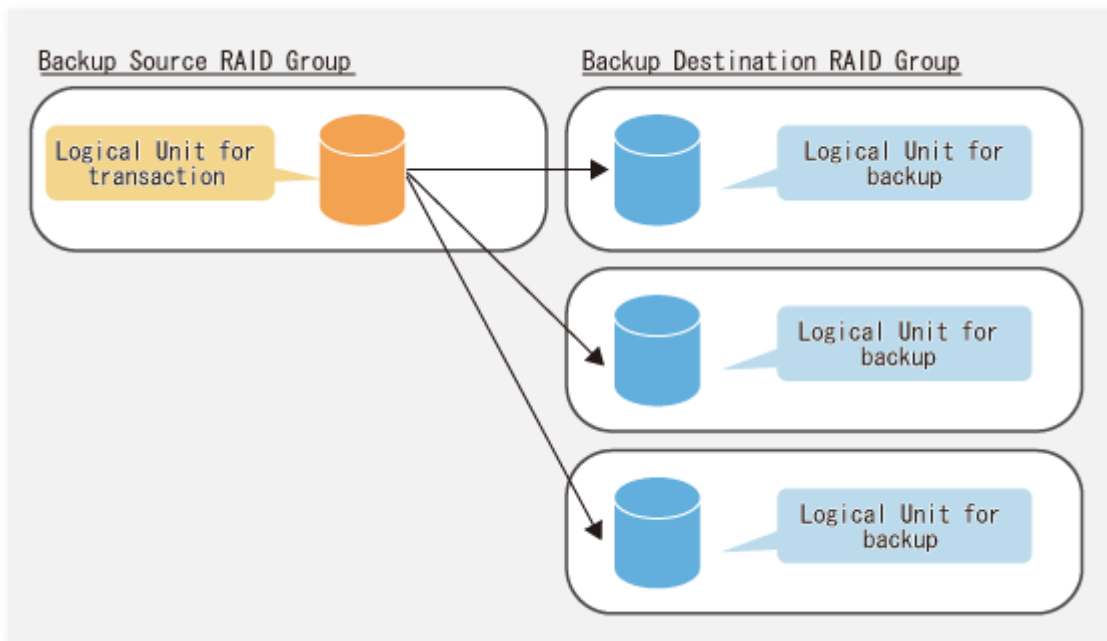 Backup Source RAID Group
Backup Destination RAID Group
Logical Unit for
transaction
Logical Unit for
backup
Logical Unit for
backup
Logical Unit for
backup